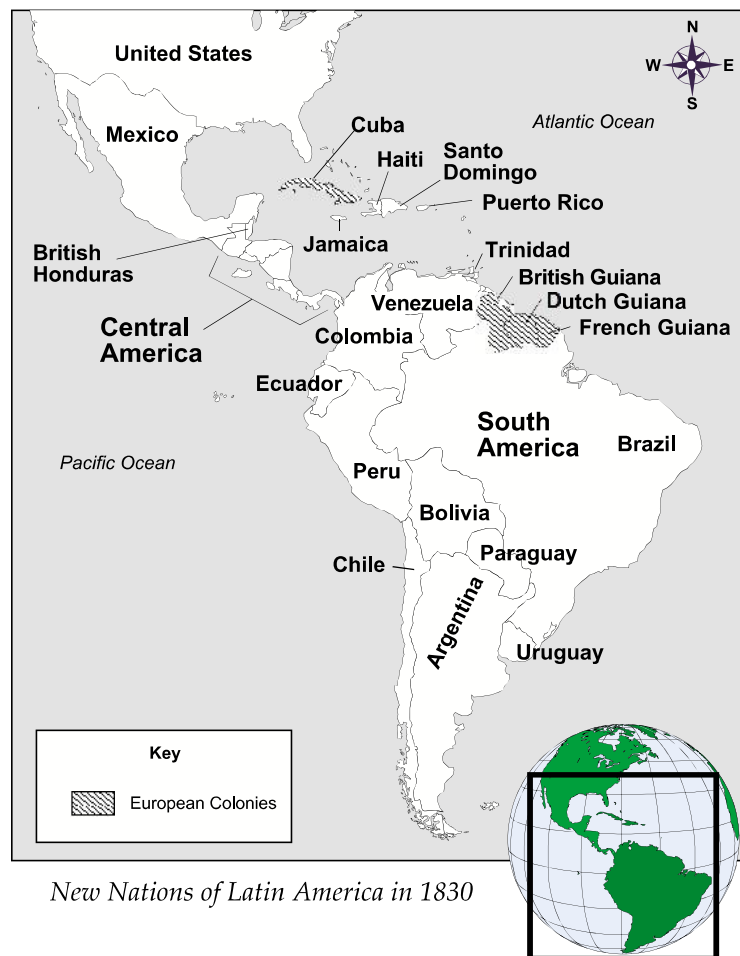 United States
N
W
E
S
Mexico
Cuba
Atlantic Ocean
Haiti
Santo
Domingo
Puerto Rico
Jamaica
British
Honduras
Trinidad
British Guiana
Dutch Guiana
French Guiana
Venezuela
Central
America
Colombia
Ecuador
South
America
Brazil
Pacific Ocean
Peru
Bolivia
Paraguay
Chile
Argentina
Uruguay
Key
European Colonies
New Nations of Latin America in 1830